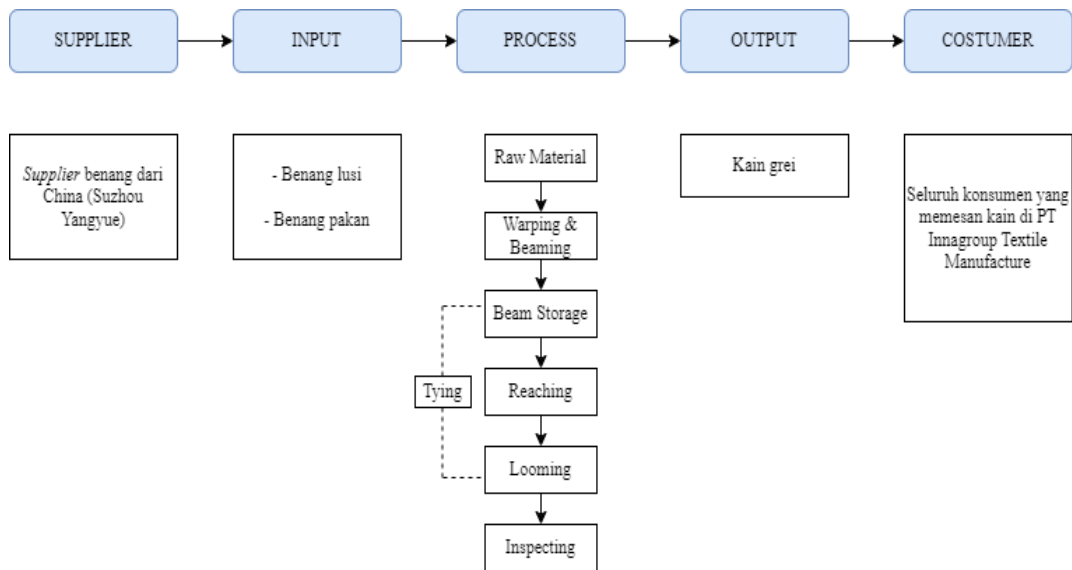 SUPPLIER
INPUT
PROCESS
OUTPUT
COSTUMER
Supplier benang dari
China (Suzhou
Yangyue)
- Benang lusi
- Benang pakan
Raw Material
Warping &
Beaming
Beam Storage
Tying
Reaching
Looming
Inspecting
Kain grei
Seluruh konsumen yang
memesan kain di PT
Innagroup Textile
Manufacture